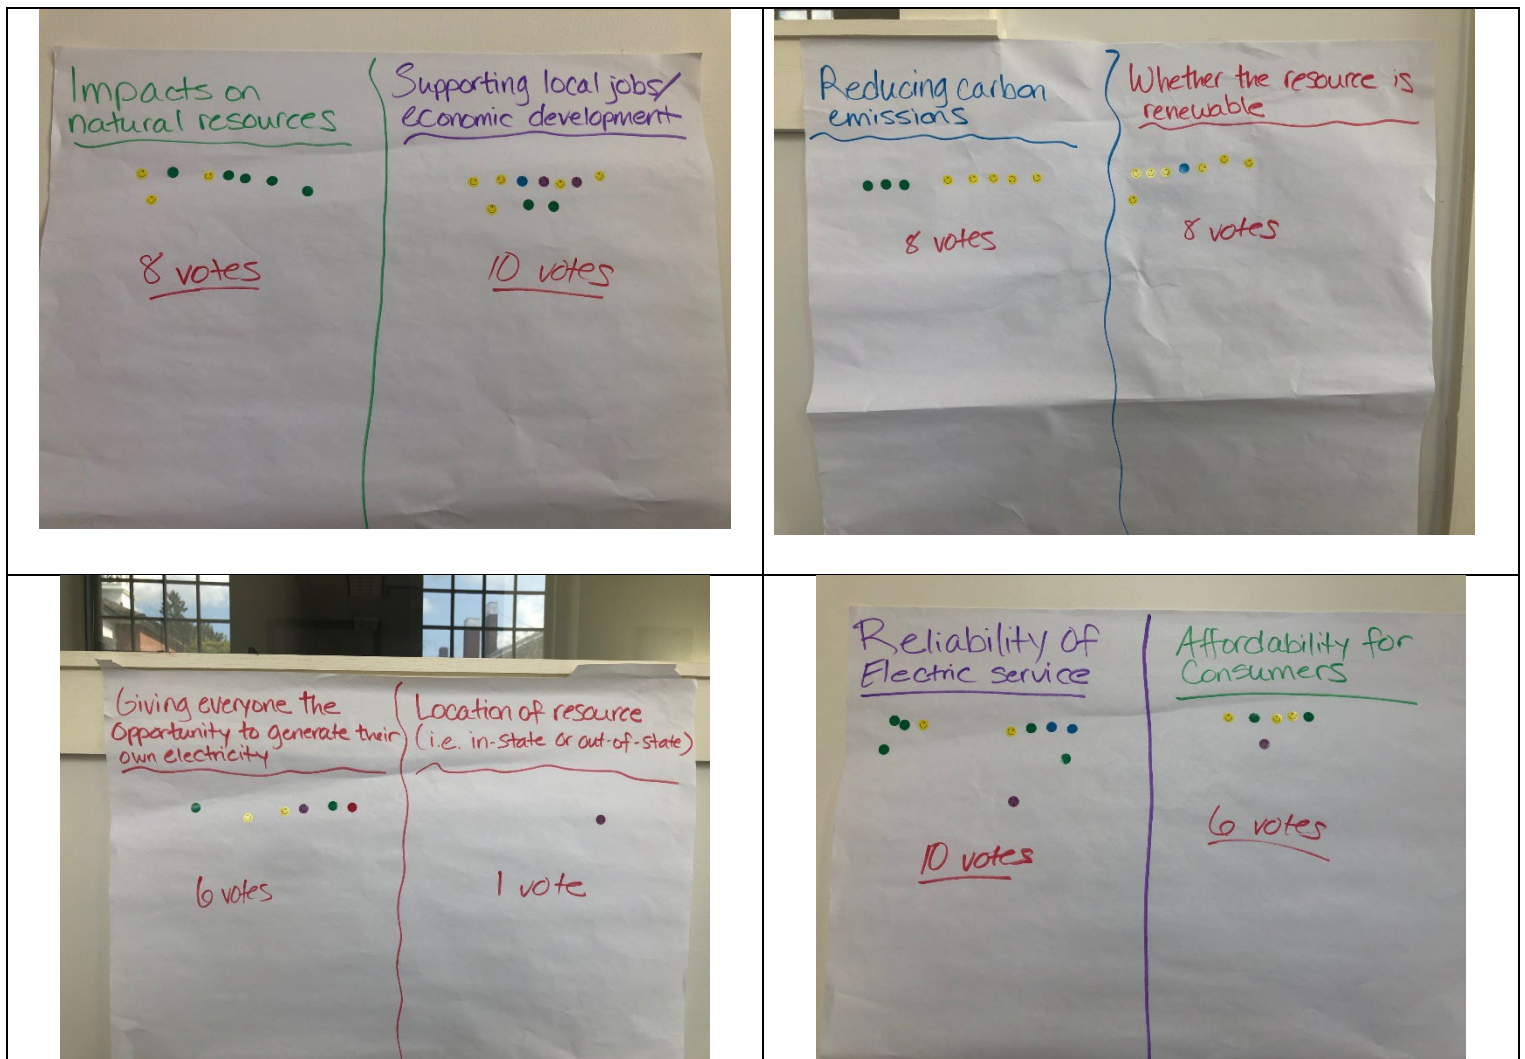 Impacts on
natural resources
8 votes
Supporting local jobs/
economic development
10 votes
Reducing carbon
emissions
8 votes
Whether the resource is
renewable
8 votes
Giving everyone the
Opportunity to generate their
own electricity
6 votes
Location of resource
(i.e. in-state or out-of-state)
1 vote
Reliability of
Electric service
10 votes
Affordability for
Consumers
6 votes